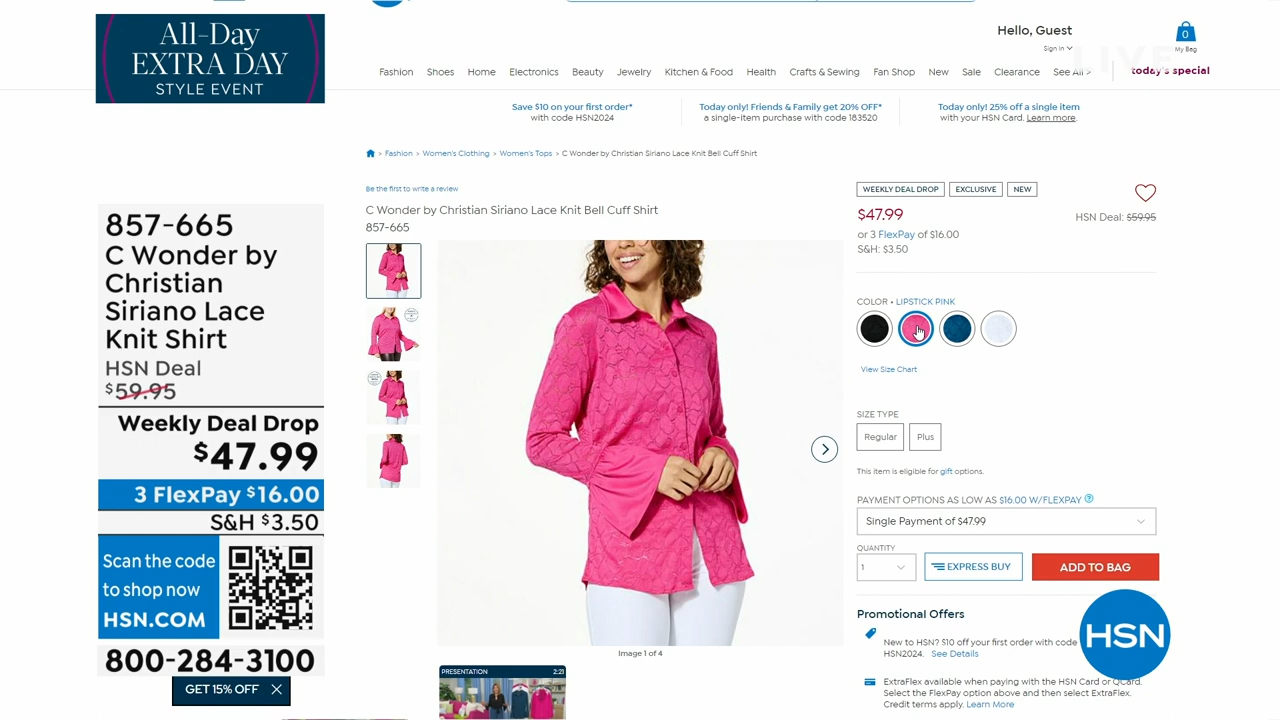 All-Day
EXTRA DAY
STYLE EVENT
Hello, Guest
Sign in
0
My Bag
LIVE
Fashion Shoes Home Electronics Beauty Jewelry Kitchen & Food Health Crafts & Sewing Fan Shop New Sale Clearance See All > today's special
Save $10 on your first order*
with code HSN2024
Today only! Friends & Family get 20% OFF*
a single-item purchase with code 183520
Today only! 25% off a single item
with your HSN Card. Learn more.
> Fashion > Women's Clothing > Women's Tops > C Wonder by Christian Siriano Lace Knit Bell Cuff Shirt
857-665
C Wonder by
Christian
Siriano Lace
Knit Shirt
HSN Deal
$59.95
Weekly Deal Drop
$47.99
3 FlexPay $16.00
S&H $3.50
Scan the code
to shop now
HSN.COM
800-284-3100
GET 15% OFF
Be the first to write a review
C Wonder by Christian Siriano Lace Knit Bell Cuff Shirt
857-665
Image 1 of 4
PRESENTATION 2:21
WEEKLY DEAL DROP EXCLUSIVE NEW
$47.99
HSN Deal: $59.95
or 3 FlexPay of $16.00
S&H: $3.50
COLOR • LIPSTICK PINK
View Size Chart
SIZE TYPE
Regular Plus
This item is eligible for gift options.
PAYMENT OPTIONS AS LOW AS $16.00 W/FLEXPAY ?
Single Payment of $47.99
QUANTITY
1
EXPRESS BUY
ADD TO BAG
Promotional Offers
New to HSN? $10 off your first order with code
HSN2024. See Details
HSN
ExtraFlex available when paying with the HSN Card or QCard.
Select the FlexPay option above and then select ExtraFlex.
Credit terms apply. Learn More